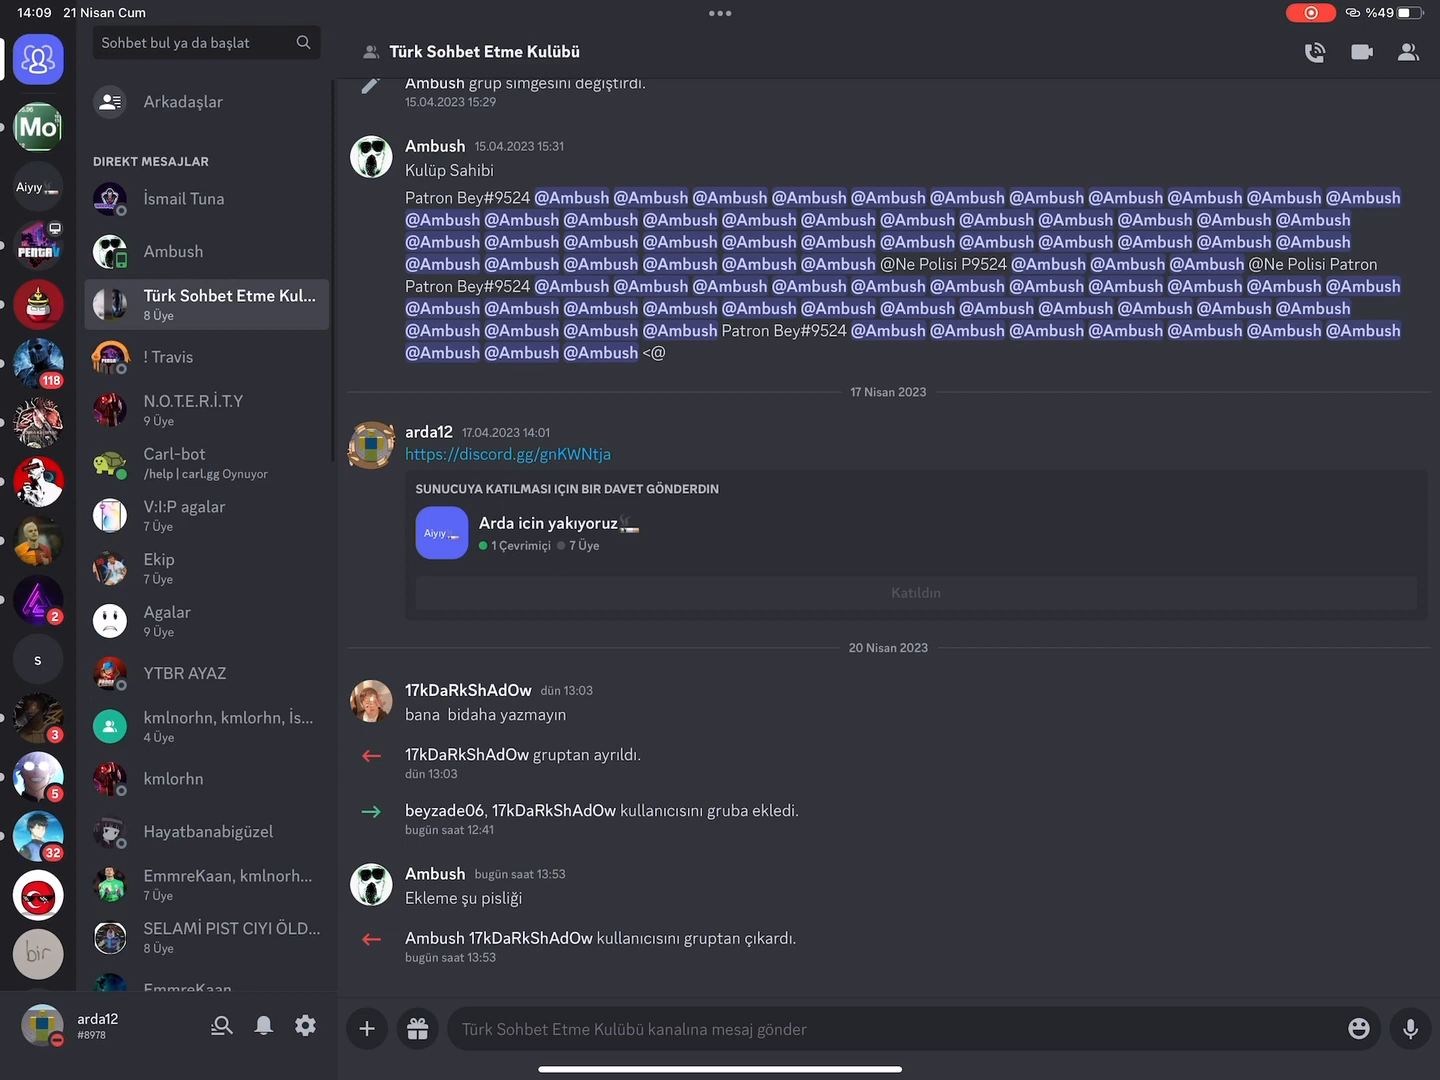 14:09 21 Nisan Cum
%49
Sohbet bul ya da başlat
Arkadaşlar
DIREKT MESAJLAR
İsmail Tuna
Ambush
Türk Sohbet Etme Kul...
8 Üye
! Travis
N.O.T.E.R.İ.T.Y
9 Üye
Carl-bot
/help | carl.gg Oynuyor
V:I:P agalar
7 Üye
Ekip
7 Üye
Agalar
9 Üye
YTBR AYAZ
kmlnorhn, kmlorhn, İs...
4 Üye
kmlorhn
Hayatbanabigüzel
EmmreKaan, kmlnorh...
7 Üye
SELAMİ PIST CIYI ÖLD...
8 Üye
EmmreKaan
Mo
Aiyıy
PENTAV
118
2
s
3
5
32
bir
arda12
#8978
Türk Sohbet Etme Kulübü
Ambush grup simgesini değiştirdi.
15.04.2023 15:29
Ambush 15.04.2023 15:31
Kulüp Sahibi
Patron Bey#9524 @Ambush @Ambush @Ambush @Ambush @Ambush @Ambush @Ambush @Ambush @Ambush @Ambush @Ambush
@Ambush @Ambush @Ambush @Ambush @Ambush @Ambush @Ambush @Ambush @Ambush @Ambush @Ambush @Ambush
@Ambush @Ambush @Ambush @Ambush @Ambush @Ambush @Ambush @Ambush @Ambush @Ambush @Ambush @Ambush
@Ambush @Ambush @Ambush @Ambush @Ambush @Ambush @Ne Polisi P9524 @Ambush @Ambush @Ambush @Ne Polisi Patron
Patron Bey#9524 @Ambush @Ambush @Ambush @Ambush @Ambush @Ambush @Ambush @Ambush @Ambush @Ambush @Ambush
@Ambush @Ambush @Ambush @Ambush @Ambush @Ambush @Ambush @Ambush @Ambush @Ambush @Ambush @Ambush
@Ambush @Ambush @Ambush @Ambush Patron Bey#9524 @Ambush @Ambush @Ambush @Ambush @Ambush @Ambush @Ambush
@Ambush @Ambush @Ambush <@
17 Nisan 2023
arda12 17.04.2023 14:01
https://discord.gg/gnKWNtja
SUNUCUYA KATILMASI IÇIN BIR DAVET GÖNDERDIN
Aiyıy
Arda icin yakıyoruz
1 Çevrimiçi 7 Üye
Katıldın
20 Nisan 2023
17kDaRkShAdOw dün 13:03
bana bidaha yazmayın
17kDaRkShAdOw gruptan ayrıldı.
dün 13:03
beyzade06, 17kDaRkShAdOw kullanıcısını gruba ekledi.
bugün saat 12:41
Ambush bugün saat 13:53
Ekleme şu pisliği
Ambush 17kDaRkShAdOw kullanıcısını gruptan çıkardı.
bugün saat 13:53
Türk Sohbet Etme Kulübü kanalına mesaj gönder